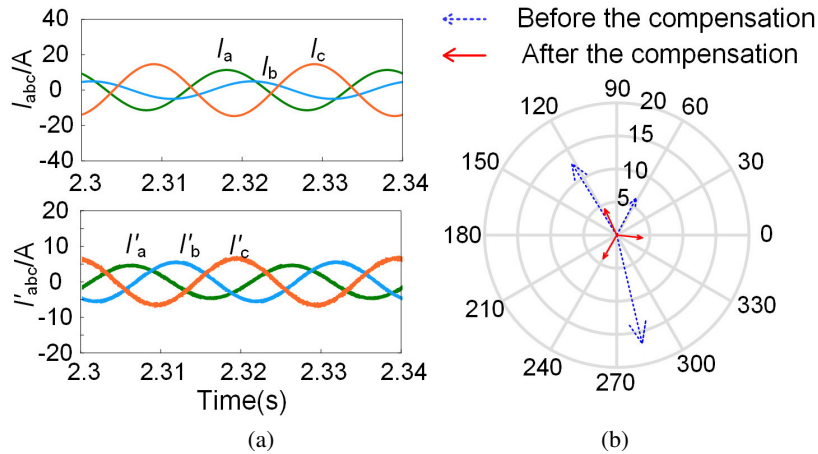 40
20
0
-20
-40
I_abc/A
I_a
I_b
I_c
2.3 2.31 2.32 2.33 2.34
20
10
0
-10
-20
I'_abc/A
I'_a I'_b I'_c
2.3 2.31 2.32 2.33 2.34
Time(s)
(a)
Before the compensation
After the compensation
90
120
60
20
15
10
5
150
30
180
0
210
330
240
300
270
(b)